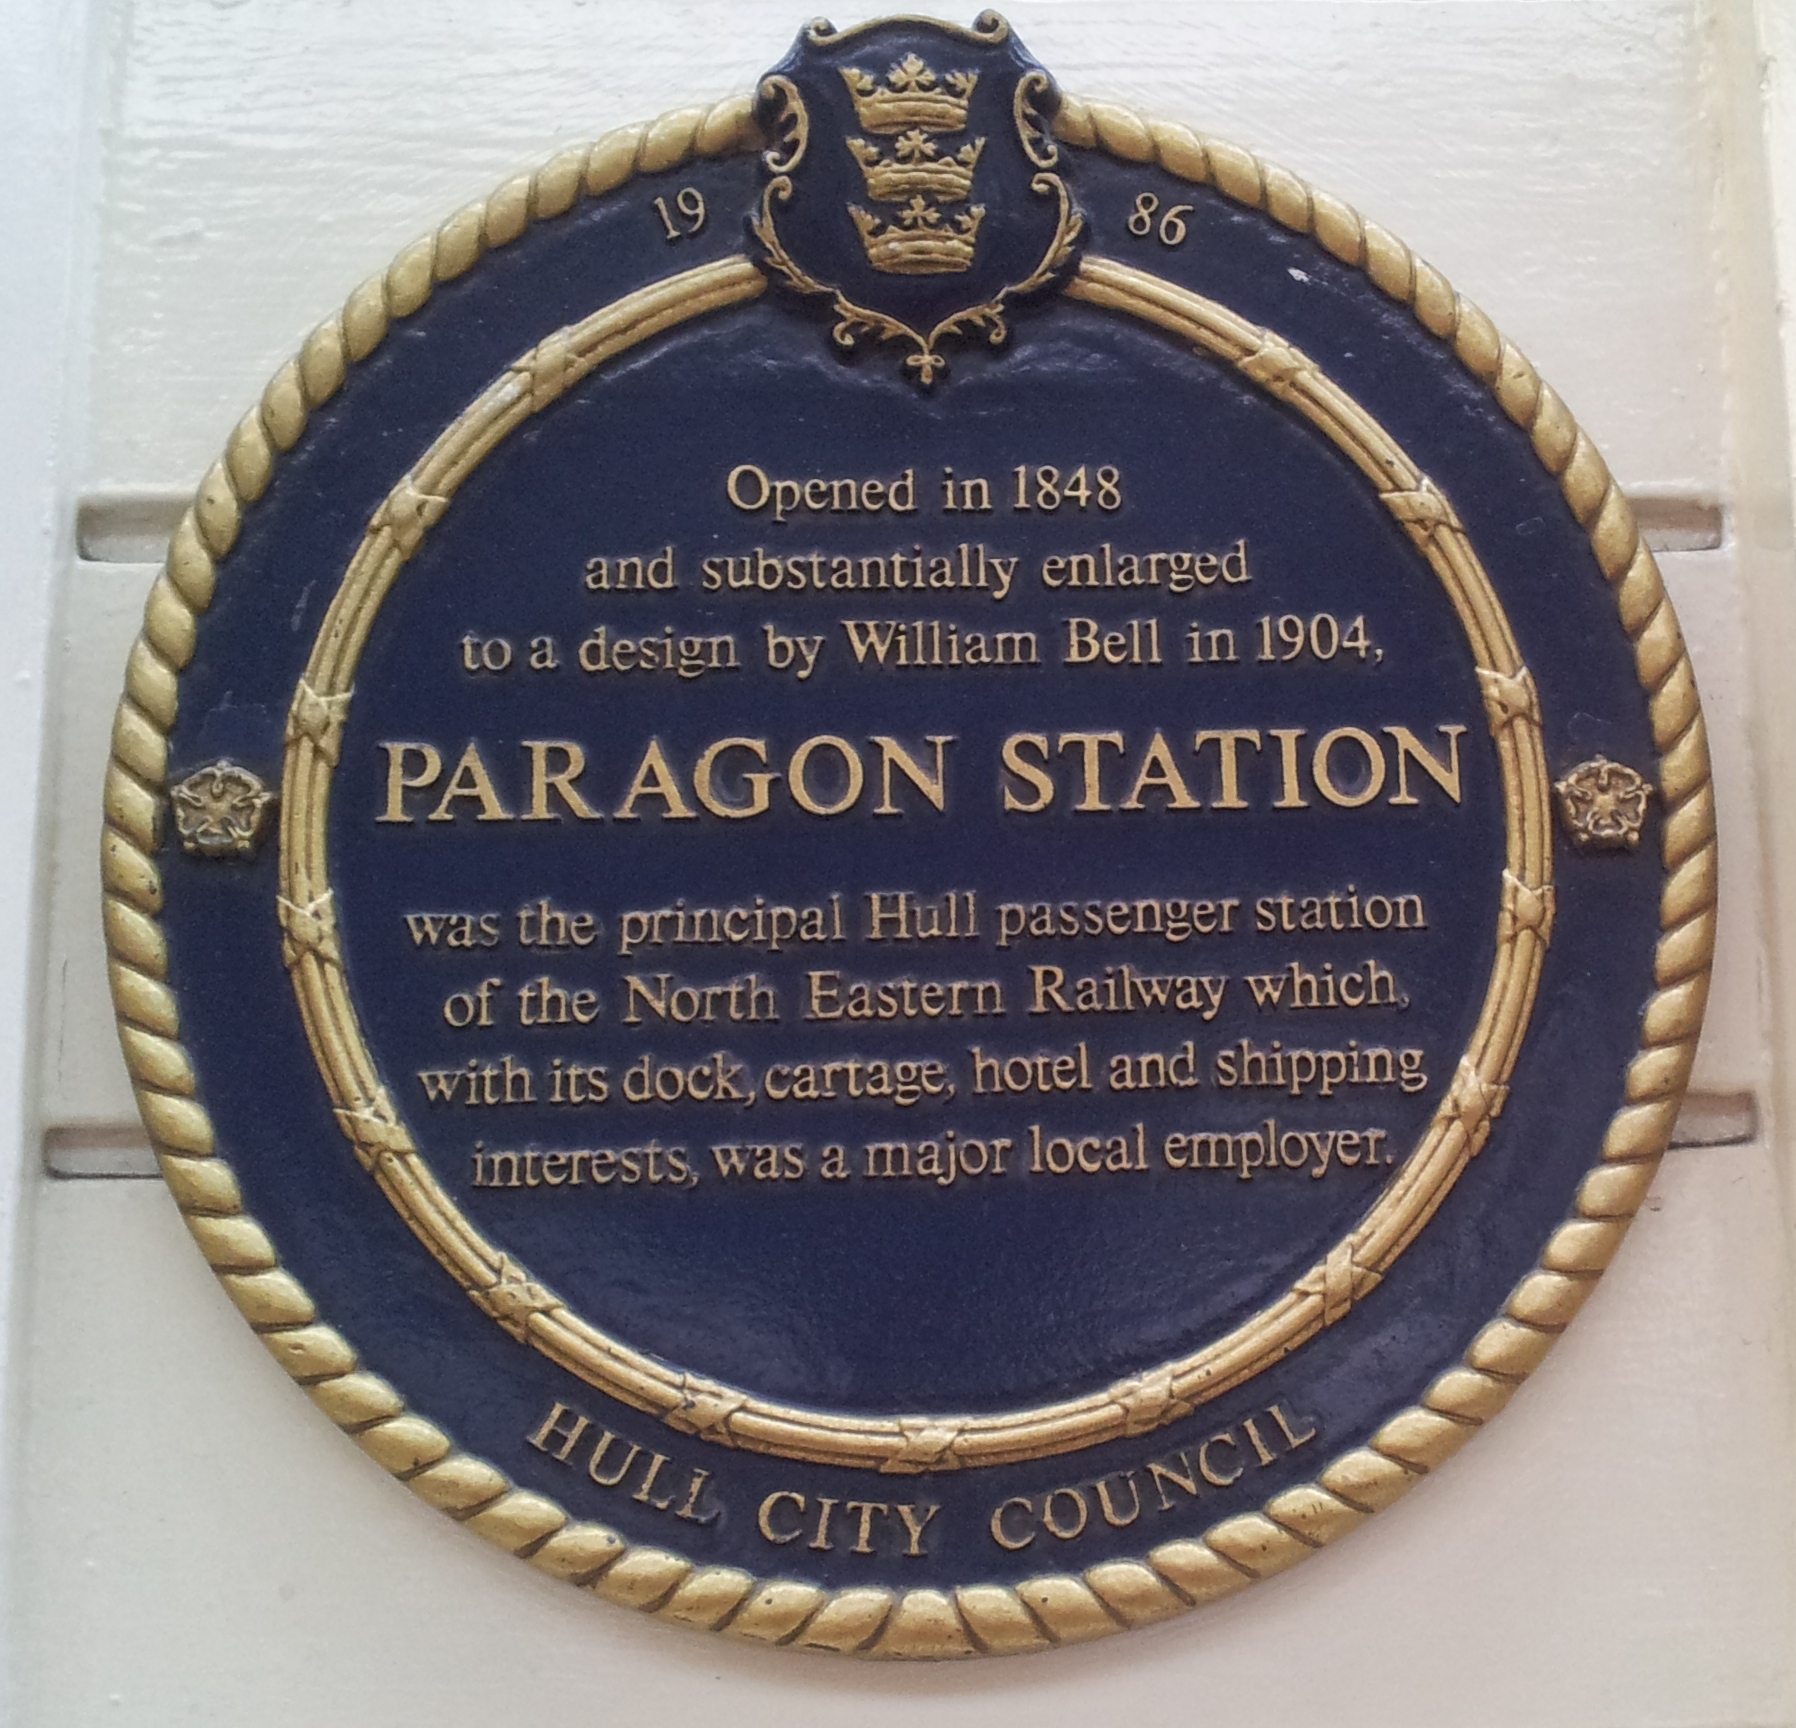 19 86
Opened in 1848
and substantially enlarged
to a design by William Bell in 1904,
PARAGON STATION
was the principal Hull passenger station
of the North Eastern Railway which,
with its dock, cartage, hotel and shipping
interests, was a major local employer.
HULL CITY COUNCIL